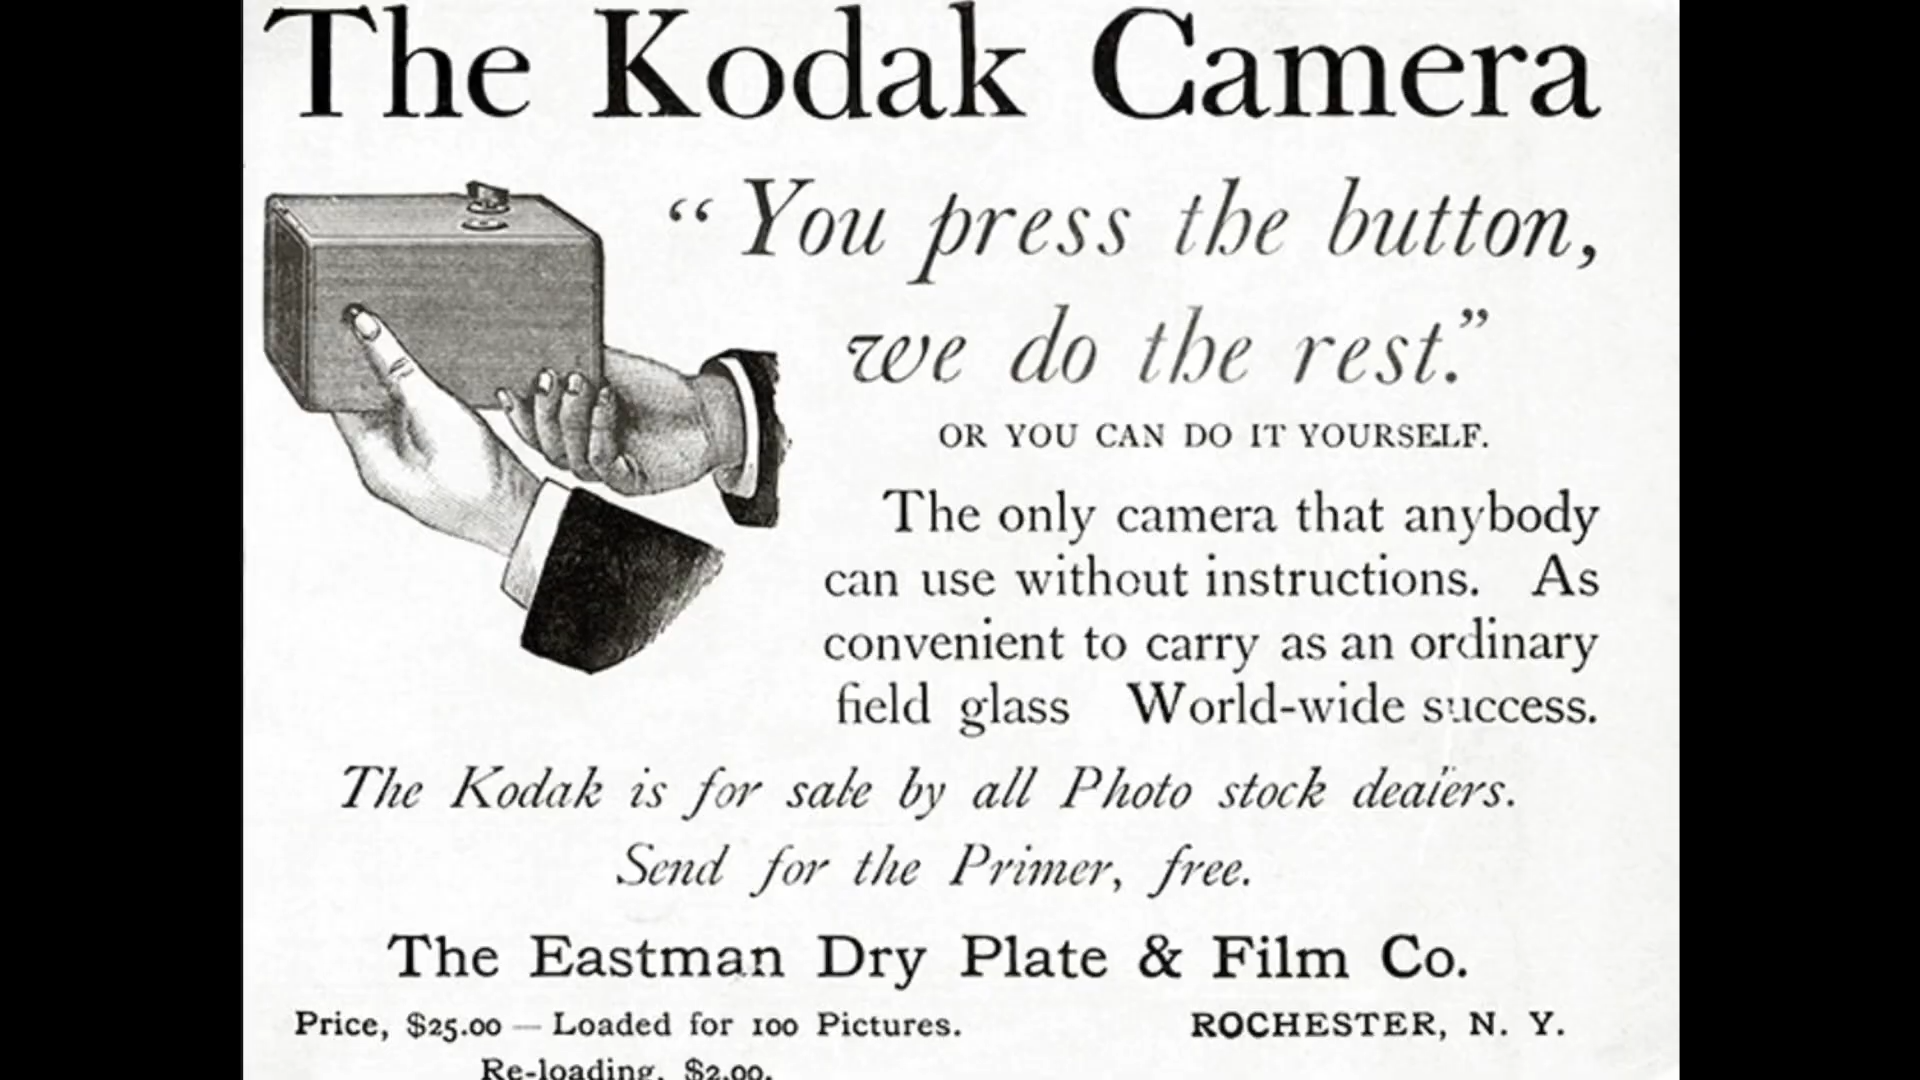 The Kodak Camera
“You press the button,
we do the rest.”
OR YOU CAN DO IT YOURSELF.
The only camera that anybody
can use without instructions. As
convenient to carry as an ordinary
field glass World-wide success.
The Kodak is for sale by all Photo stock dealers.
Send for the Primer, free.
The Eastman Dry Plate & Film Co.
Price, $25.00 — Loaded for 100 Pictures.
ROCHESTER, N. Y.
Re-loading, $2.00.